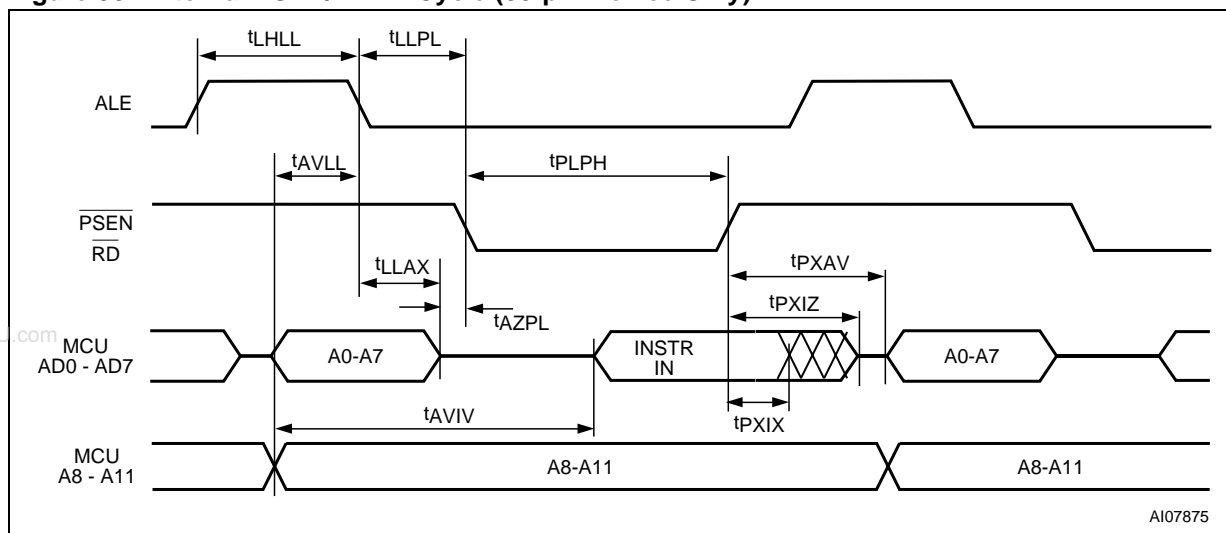 tLHLL
tLLPL
ALE
tAVLL
tPLPH
PSEN
RD
tLLAX
tPXAV
tPXIZ
tAZPL
MCU
AD0 - AD7
A0-A7
INSTR
IN
A0-A7
tAVIV
tPXIX
MCU
A8 - A11
A8-A11
A8-A11
AI07875